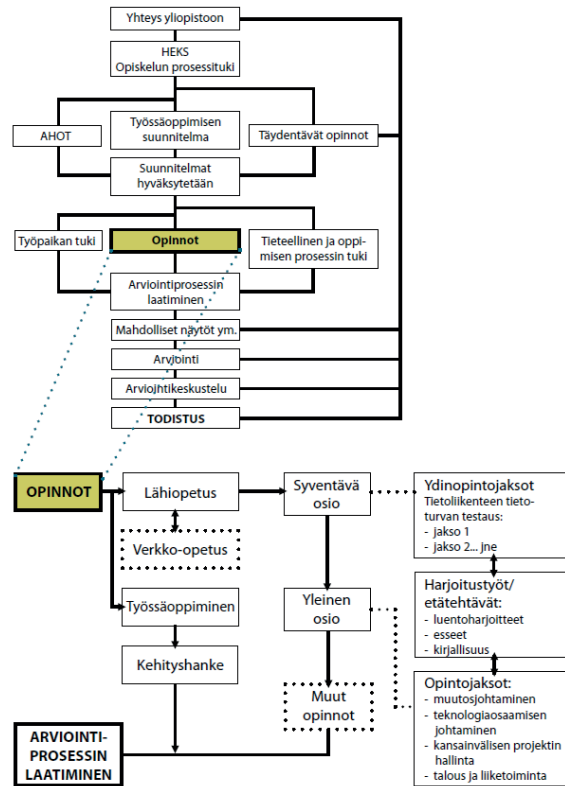 Yhteys yliopistoon
HEKS
Opiskelun prosessituki
AHOT
Työssäoppimisen
suunnitelma
Täydentävät opinnot
Suunnitelmat
hyväksytetään
Työpaikan tuki
Opinnot
Tieteellinen ja oppi-
misen prosessin tuki
Arviointiprosessin
laatiminen
Mahdolliset näytöt ym.
Arviointi
Arviointikeskustelu
TODISTUS
OPINNOT
Lähiopetus
Verkko-opetus
Työssäoppiminen
Kehityshanke
ARVIOINTI-
PROSESSIN
LAATIMINEN
Syventävä
osio
Yleinen
osio
Muut
opinnot
Ydinopintojaksot
Tietoliikenteen tieto-
turvan testaus:
- jakso 1
- jakso 2... jne
Harjoitustyöt/
etätehtävät:
- luentoharjoitteet
- esseet
- kirjallisuus
Opintojaksot:
- muutosjohtaminen
- teknologiaosaamisen
johtaminen
- kansainvälisen projektin
hallinta
- talous ja liiketoiminta